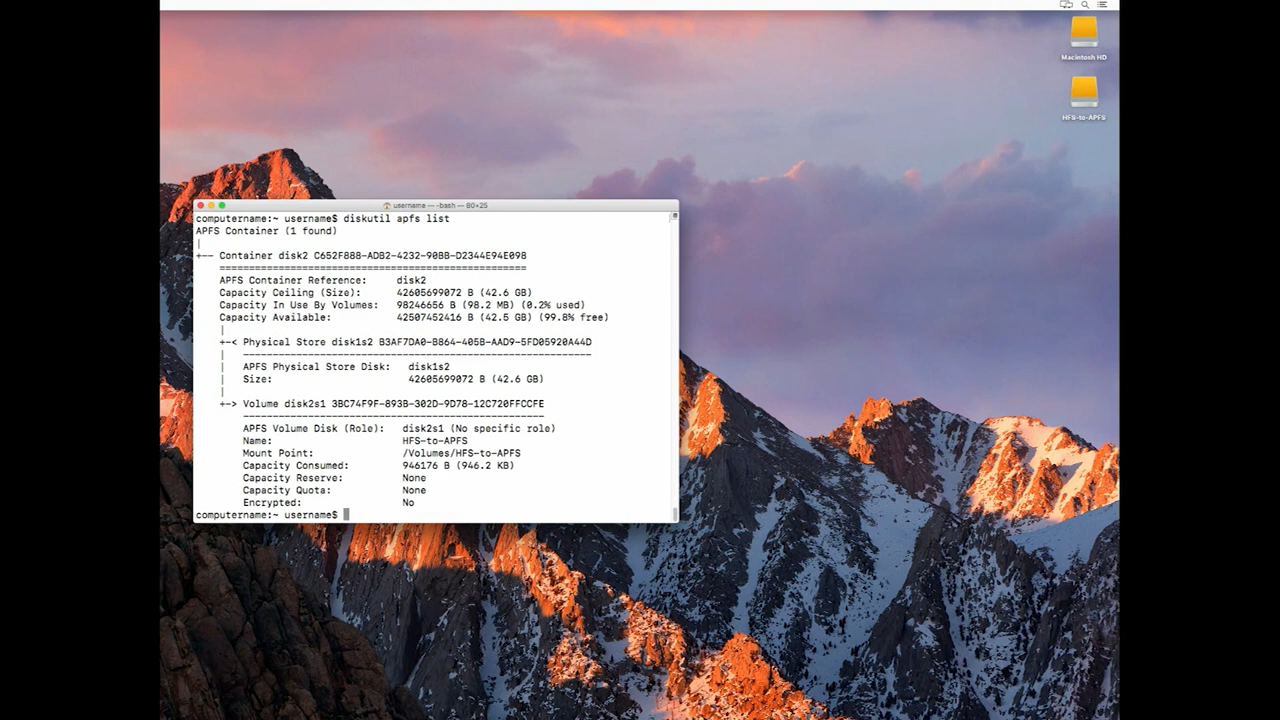 Macintosh HD
HFS-to-APFS
username — -bash — 80×25
computername:~ username$ diskutil apfs list
APFS Container (1 found)
|
+-- Container disk2 C652F888-ADB2-4232-90BB-D2344E94E098
    ====================================================
    APFS Container Reference:     disk2
    Capacity Ceiling (Size):      42605699072 B (42.6 GB)
    Capacity In Use By Volumes:   98246656 B (98.2 MB) (0.2% used)
    Capacity Available:           42507452416 B (42.5 GB) (99.8% free)
    |
    +-< Physical Store disk1s2 B3AF7DA0-B864-405B-AAD9-5FD05920A44D
    |   -----------------------------------------------------------
    |   APFS Physical Store Disk:   disk1s2
    |   Size:                       42605699072 B (42.6 GB)
    |
    +-> Volume disk2s1 3BC74F9F-893B-302D-9D78-12C720FFCCFE
        ---------------------------------------------------
        APFS Volume Disk (Role):   disk2s1 (No specific role)
        Name:                      HFS-to-APFS
        Mount Point:               /Volumes/HFS-to-APFS
        Capacity Consumed:         946176 B (946.2 KB)
        Capacity Reserve:          None
        Capacity Quota:            None
        Encrypted:                 No
computername:~ username$